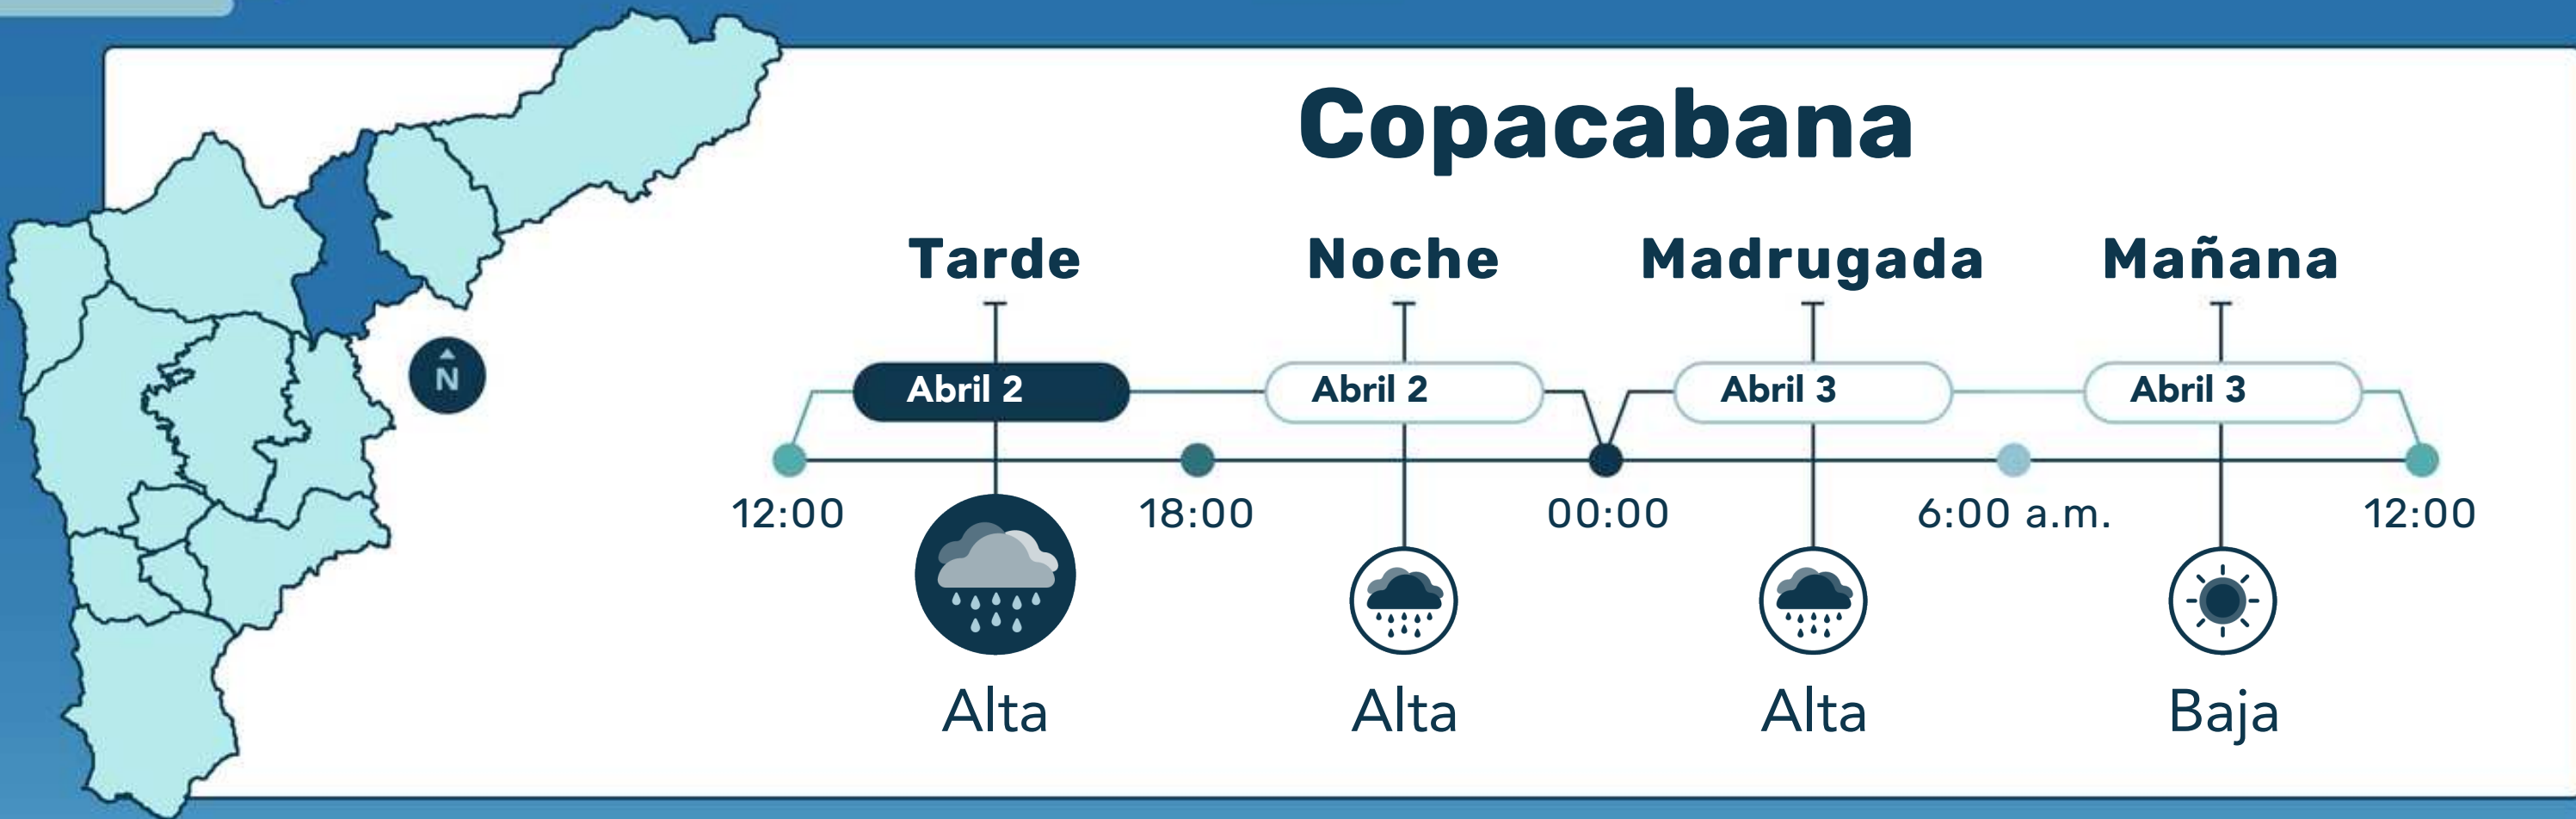 Copacabana
Tarde Noche Madrugada Mañana
Abril 2 Abril 2 Abril 3 Abril 3
N
12:00 18:00 00:00 6:00 a.m. 12:00
Alta Alta Alta Baja